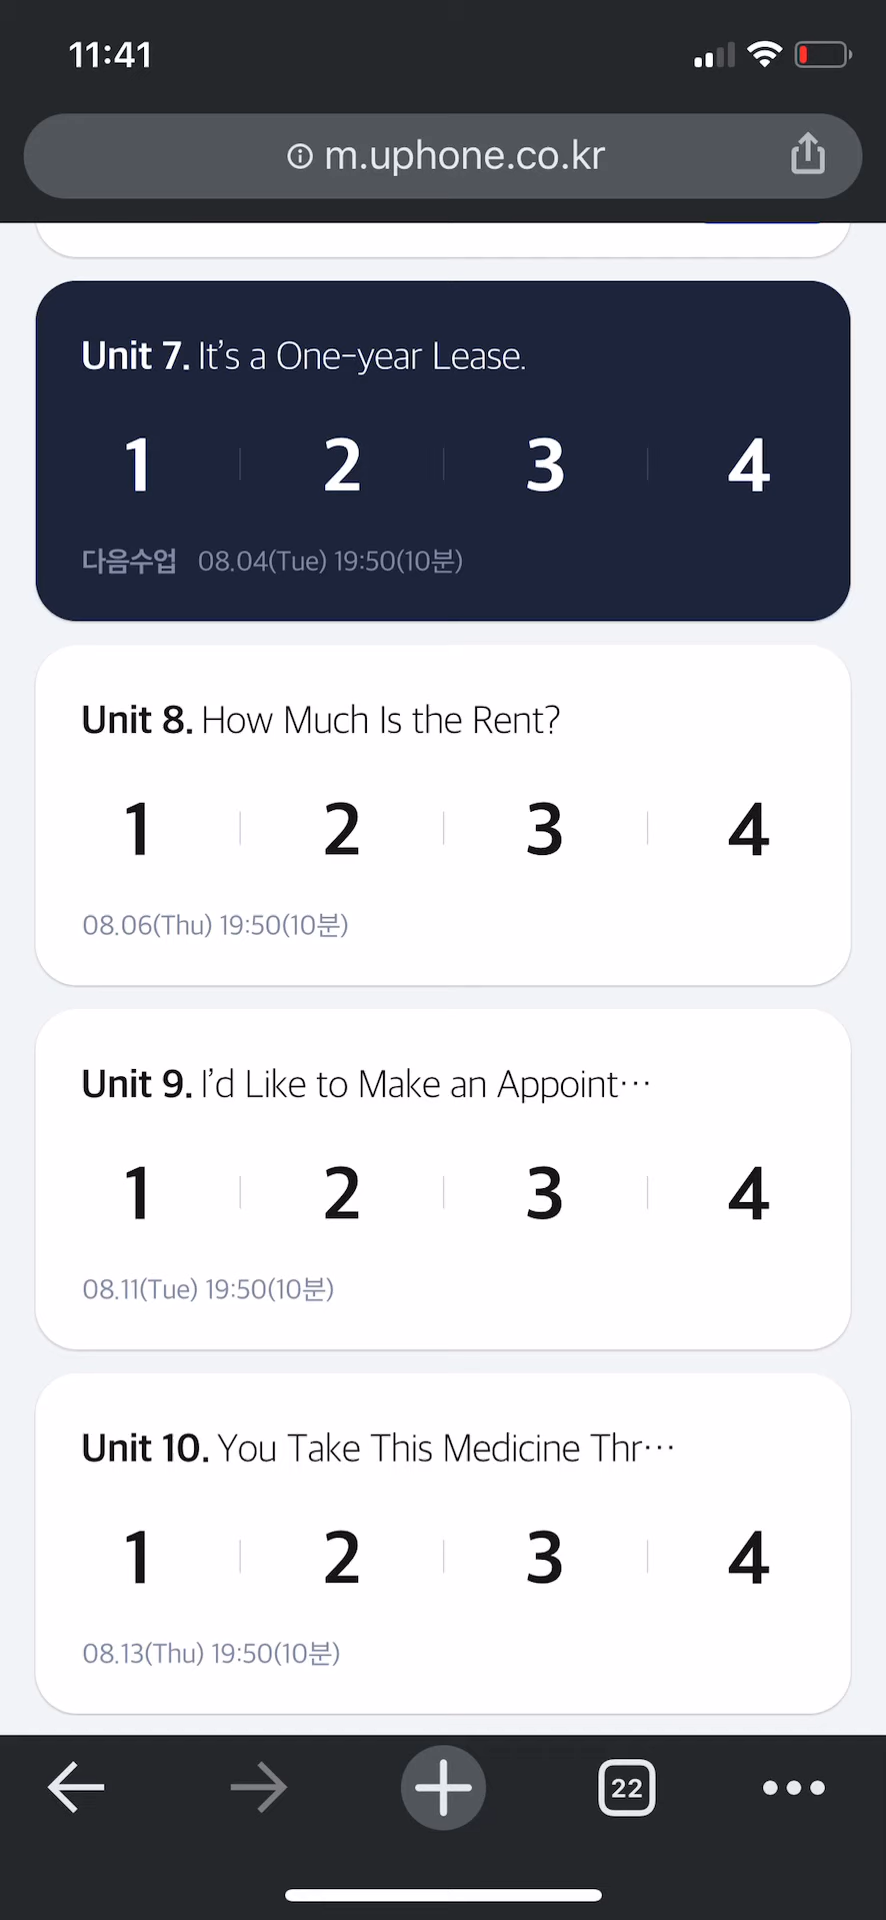 11:41
m.uphone.co.kr
Unit 7. It's a One-year Lease.
1 2 3 4
다음수업 08.04(Tue) 19:50(10분)
Unit 8. How Much Is the Rent?
1 2 3 4
08.06(Thu) 19:50(10분)
Unit 9. I'd Like to Make an Appoint···
1 2 3 4
08.11(Tue) 19:50(10분)
Unit 10. You Take This Medicine Thr···
1 2 3 4
08.13(Thu) 19:50(10분)
22